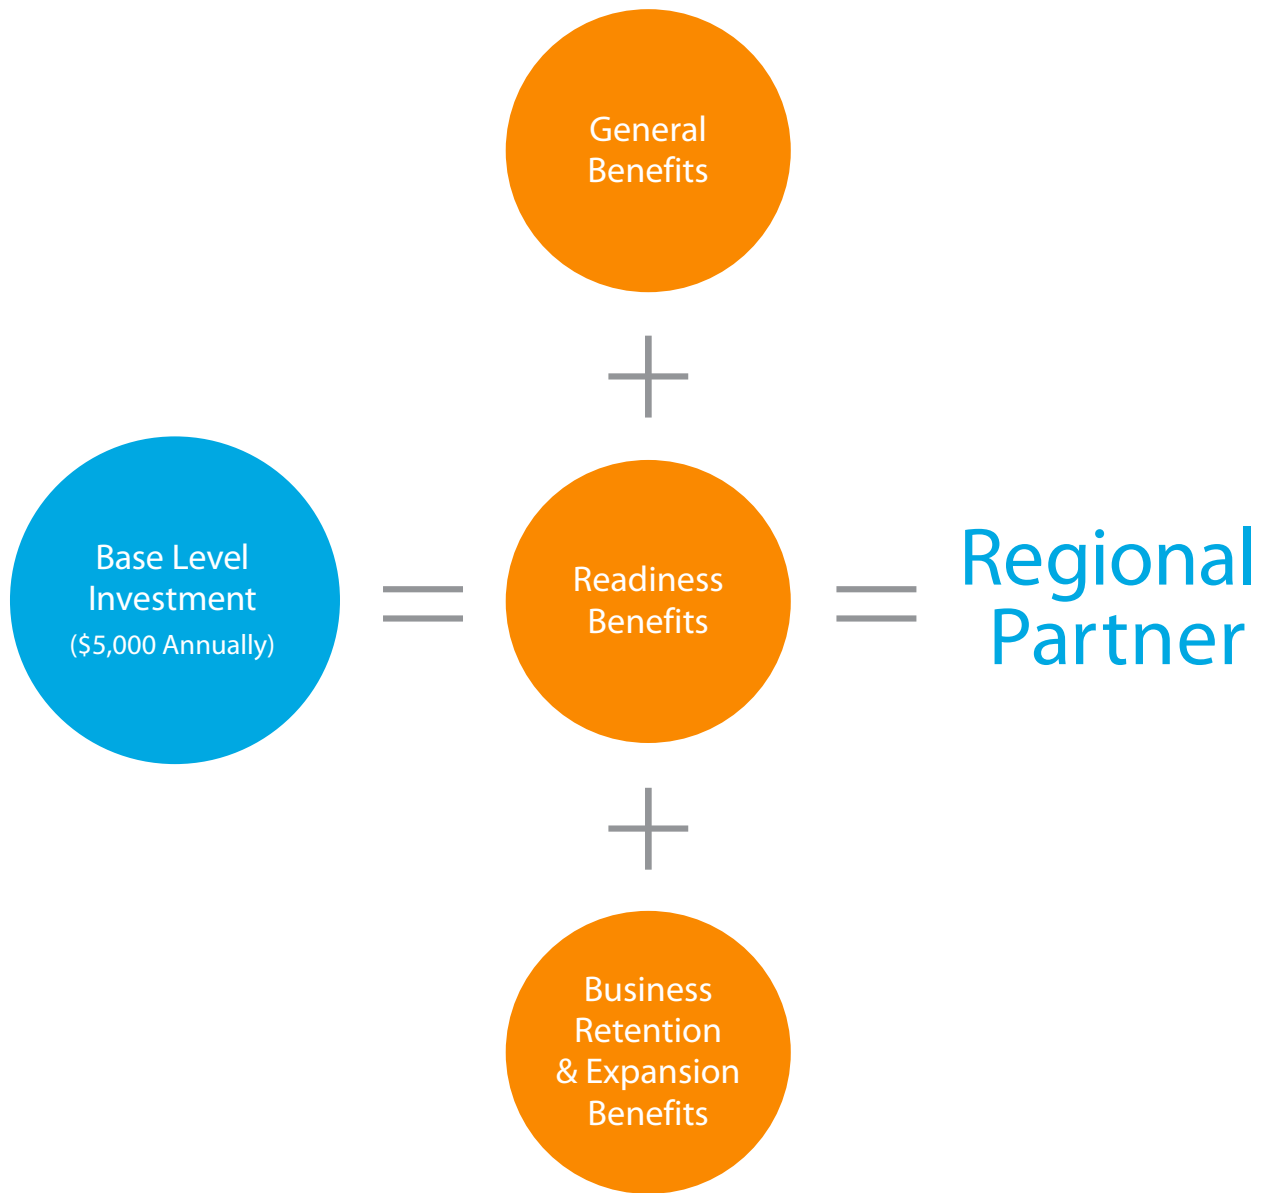 General
Benefits
+
Base Level
Investment
($5,000 Annually)
=
Readiness
Benefits
=
Regional
Partner
+
Business
Retention
& Expansion
Benefits